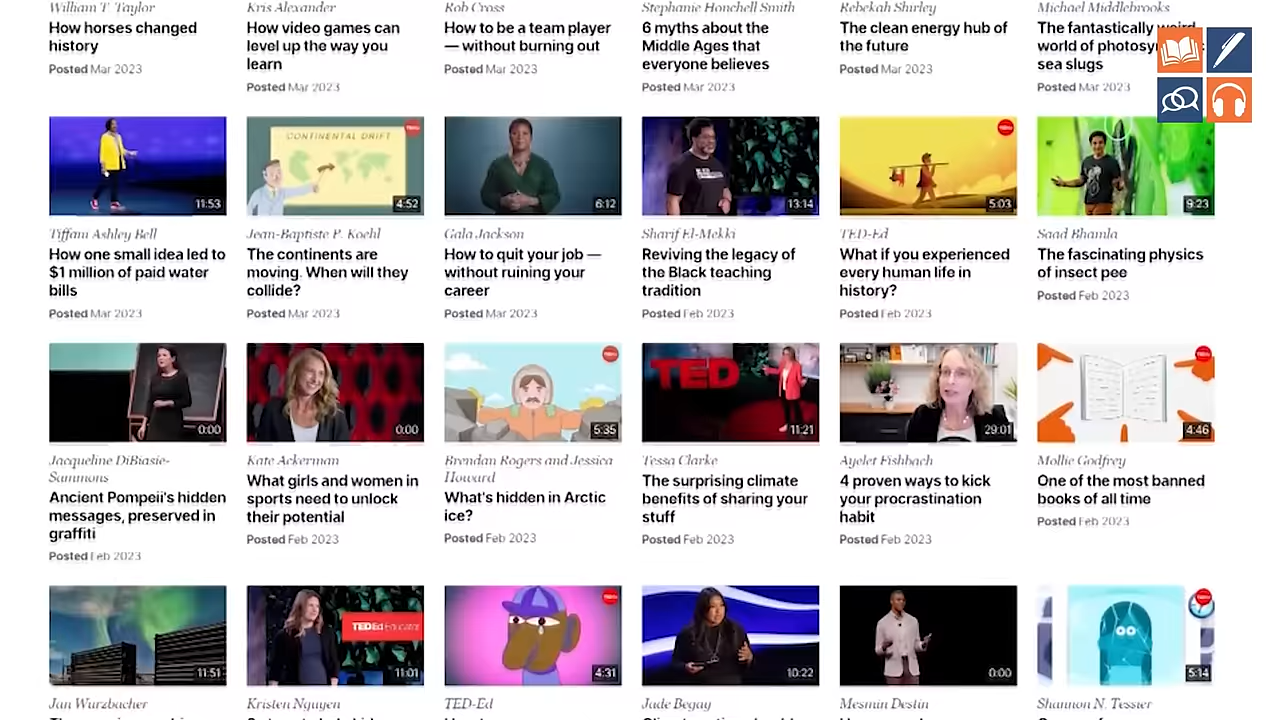 William T. Taylor
Kris Alexander
Rob Cross
Stephanie Honchell Smith
Rebekah Shirley
Michael Middlebrooks
How horses changed
history
Posted Mar 2023
How video games can
level up the way you
learn
Posted Mar 2023
How to be a team player
— without burning out
Posted Mar 2023
6 myths about the
Middle Ages that
everyone believes
Posted Mar 2023
The clean energy hub of
the future
Posted Mar 2023
The fantastically weird
world of
sea slugs
Posted Mar 2023
11:53
CONTINENTAL DRIFT
4:52
6:12
13:14
5:03
9:23
Tiffani Ashley Bell
How one small idea led to
$1 million of paid water
bills
Posted Mar 2023
Jean-Baptiste P. Koehl
The continents are
moving. When will they
collide?
Posted Mar 2023
Gala Jackson
How to quit your job —
without ruining your
career
Posted Mar 2023
Sharif El-Mekki
Reviving the legacy of
the Black teaching
tradition
Posted Feb 2023
TED-Ed
What if you experienced
every human life in
history?
Posted Feb 2023
Saad Bhamla
The fascinating physics
of insect pee
Posted Feb 2023
0:00
0:00
5:35
TED
11:21
29:01
4:46
Jacqueline DiBiasie-
Sammons
Ancient Pompeii's hidden
messages, preserved in
graffiti
Posted Feb 2023
Kate Ackerman
What girls and women in
sports need to unlock
their potential
Posted Feb 2023
Brendan Rogers and Jessica
Howard
What's hidden in Arctic
ice?
Posted Feb 2023
Tessa Clarke
The surprising climate
benefits of sharing your
stuff
Posted Feb 2023
Ayelet Fishbach
4 proven ways to kick
your procrastination
habit
Posted Feb 2023
Mollie Godfrey
One of the most banned
books of all time
Posted Feb 2023
11:51
TEDEd Educator
11:01
4:31
10:22
0:00
5:14
Jan Wurzbacher
Kristen Nguyen
TED-Ed
Jade Begay
Mesmin Destin
Shannon N. Tessier